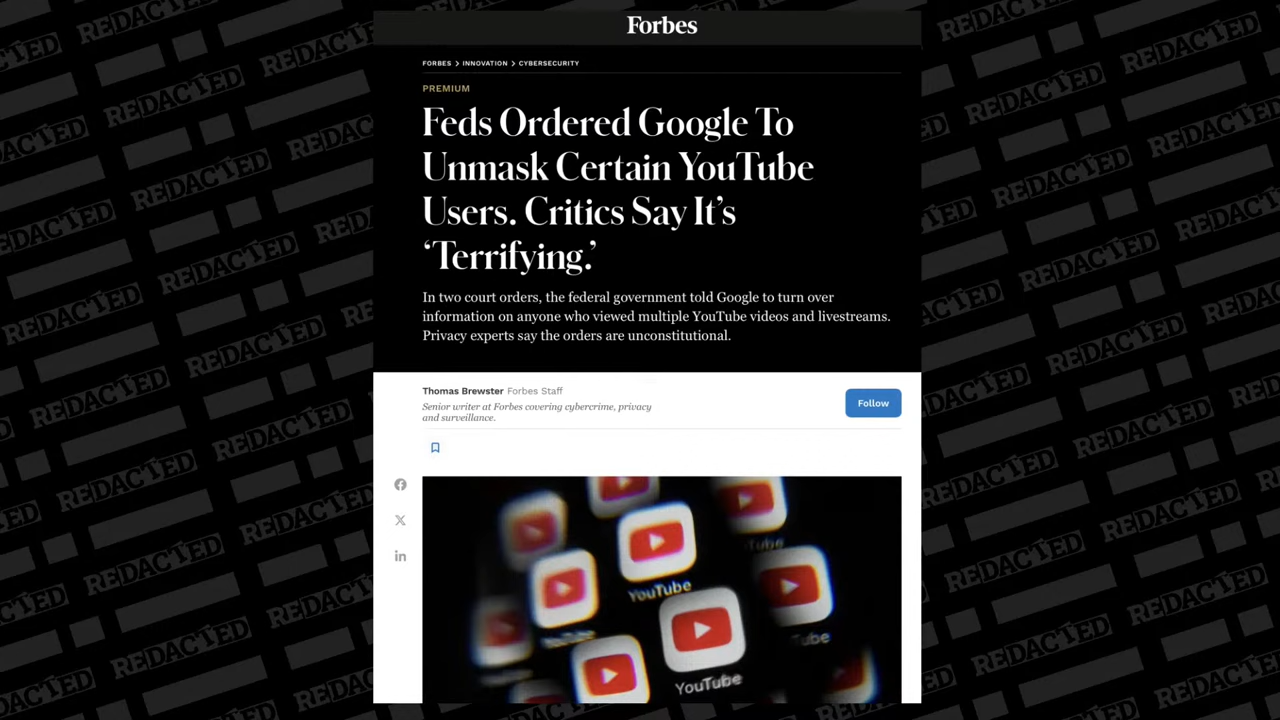 Forbes
FORBES > INNOVATION > CYBERSECURITY
PREMIUM
Feds Ordered Google To
Unmask Certain YouTube
Users. Critics Say It’s
‘Terrifying.’
In two court orders, the federal government told Google to turn over
information on anyone who viewed multiple YouTube videos and livestreams.
Privacy experts say the orders are unconstitutional.
Thomas Brewster Forbes Staff
Senior writer at Forbes covering cybercrime, privacy
and surveillance.
Follow
YouTube
Tube
Tube
YouTube
REDACTED